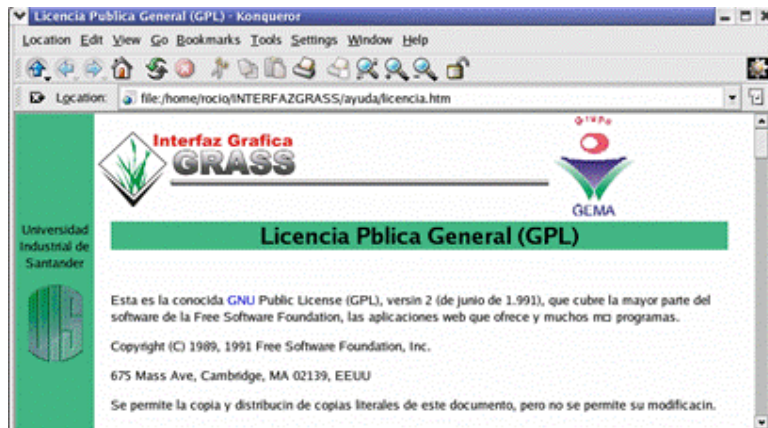 Licencia Publica General (GPL) - Konqueror
Location Edit View Go Bookmarks Tools Settings Window Help
Location: file:/home/rocio/INTERFAZGRASS/ayuda/licencia.htm
Interfaz Grafica
GRASS
Grupo
GEMA
Universidad
Industrial de
Santander
UIS
Licencia Pblica General (GPL)
Esta es la conocida GNU Public License (GPL), versin 2 (de junio de 1.991), que cubre la mayor parte del
software de la Free Software Foundation, las aplicaciones web que ofrece y muchos programas.
Copyright (C) 1989, 1991 Free Software Foundation, Inc.
675 Mass Ave, Cambridge, MA 02139, EEUU
Se permite la copia y distribucin de copias literales de este documento, pero no se permite su modificacin.